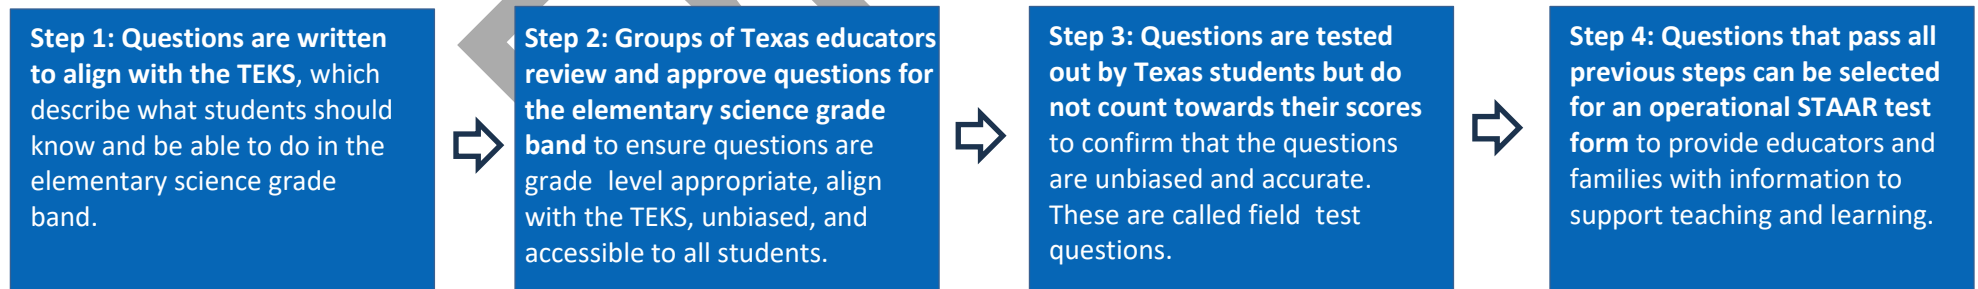 Step 1: Questions are written
to align with the TEKS, which
describe what students should
know and be able to do in the
elementary science grade
band.
Step 2: Groups of Texas educators
review and approve questions for
the elementary science grade
band to ensure questions are
grade level appropriate, align
with the TEKS, unbiased, and
accessible to all students.
Step 3: Questions are tested
out by Texas students but do
not count towards their scores
to confirm that the questions
are unbiased and accurate.
These are called field test
questions.
Step 4: Questions that pass all
previous steps can be selected
for an operational STAAR test
form to provide educators and
families with information to
support teaching and learning.